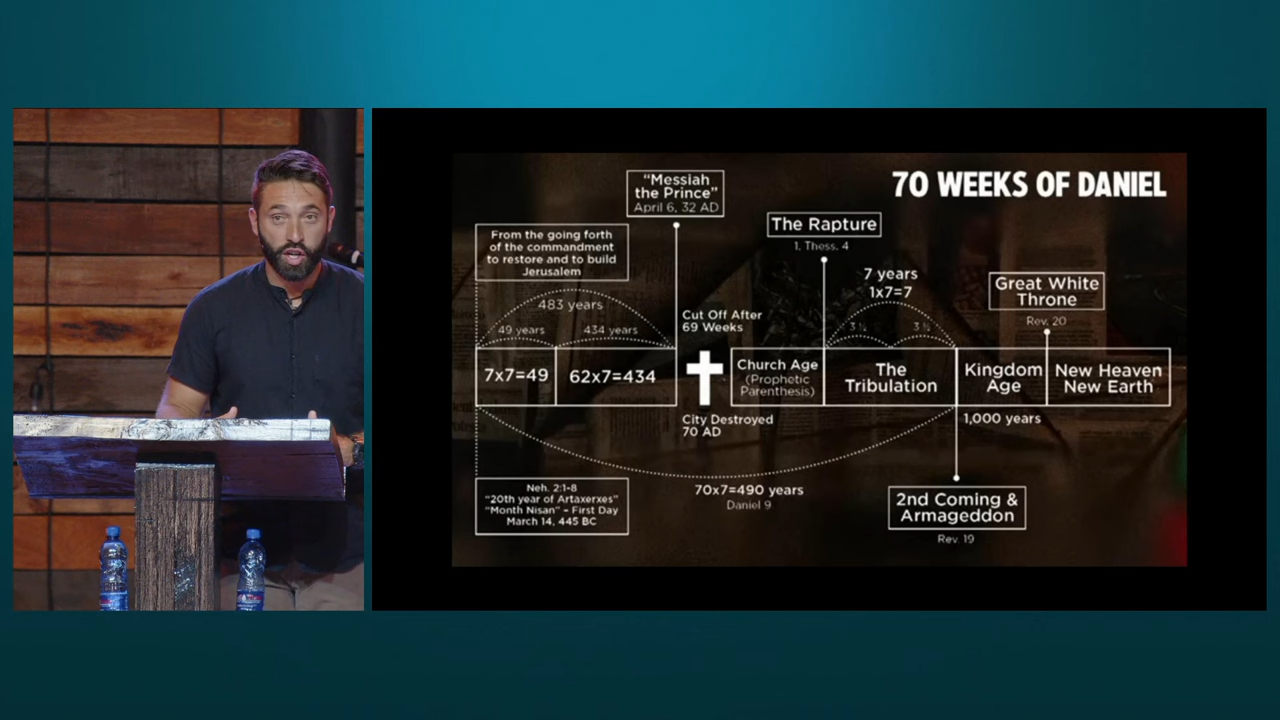 70 WEEKS OF DANIEL
"Messiah
the Prince"
April 6, 32 AD
From the going forth
of the commandment
to restore and to build
Jerusalem
The Rapture
1, Thess. 4
7 years
1x7=7
Great White
Throne
Rev, 20
483 years
49 years
434 years
Cut Off After
69 Weeks
3 ½
3 ½
7x7=49
62x7=434
Church Age
(Prophetic
Parenthesis)
The
Tribulation
Kingdom
Age
New Heaven
New Earth
City Destroyed
70 AD
1,000 years
Neh. 2:1-8
"20th year of Artaxerxes"
"Month Nisan" – First Day
March 14, 445 BC
70x7=490 years
Daniel 9
2nd Coming &
Armageddon
Rev. 19